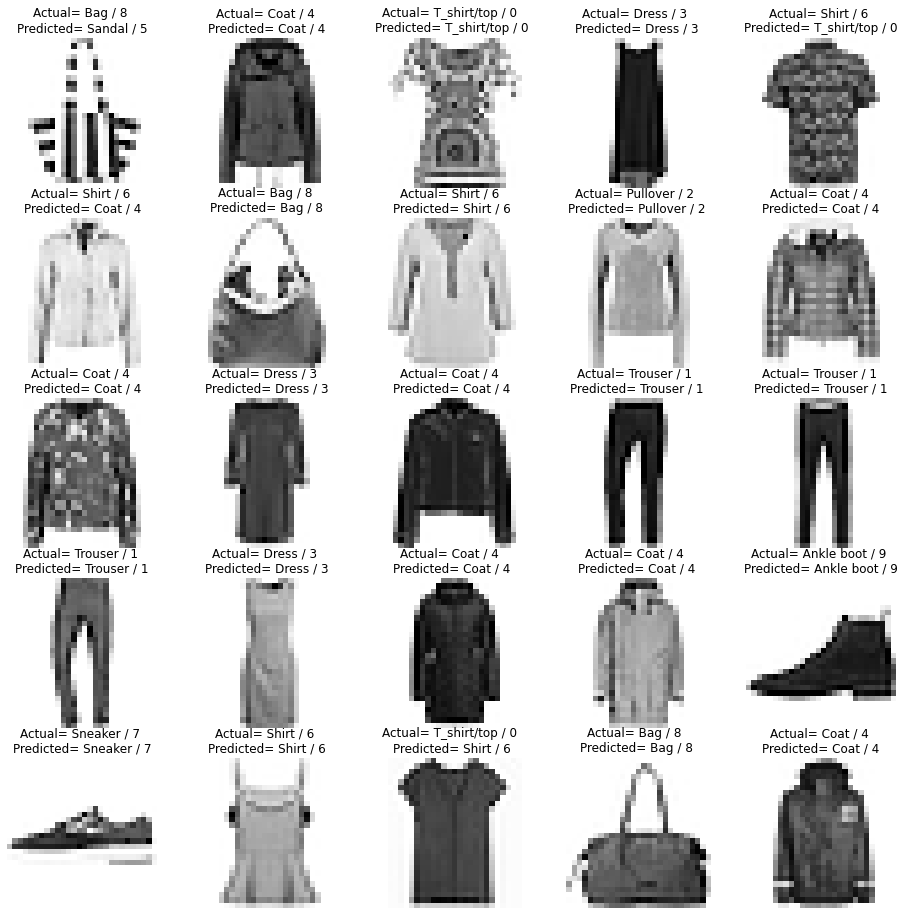 Actual= Bag / 8
Predicted= Sandal / 5
Actual= Coat / 4
Predicted= Coat / 4
Actual= T_shirt/top / 0
Predicted= T_shirt/top / 0
Actual= Dress / 3
Predicted= Dress / 3
Actual= Shirt / 6
Predicted= T_shirt/top / 0
Actual= Shirt / 6
Predicted= Coat / 4
Actual= Bag / 8
Predicted= Bag / 8
Actual= Shirt / 6
Predicted= Shirt / 6
Actual= Pullover / 2
Predicted= Pullover / 2
Actual= Coat / 4
Predicted= Coat / 4
Actual= Coat / 4
Predicted= Coat / 4
Actual= Dress / 3
Predicted= Dress / 3
Actual= Coat / 4
Predicted= Coat / 4
Actual= Trouser / 1
Predicted= Trouser / 1
Actual= Trouser / 1
Predicted= Trouser / 1
Actual= Trouser / 1
Predicted= Trouser / 1
Actual= Dress / 3
Predicted= Dress / 3
Actual= Coat / 4
Predicted= Coat / 4
Actual= Coat / 4
Predicted= Coat / 4
Actual= Ankle boot / 9
Predicted= Ankle boot / 9
Actual= Sneaker / 7
Predicted= Sneaker / 7
Actual= Shirt / 6
Predicted= Shirt / 6
Actual= T_shirt/top / 0
Predicted= Shirt / 6
Actual= Bag / 8
Predicted= Bag / 8
Actual= Coat / 4
Predicted= Coat / 4